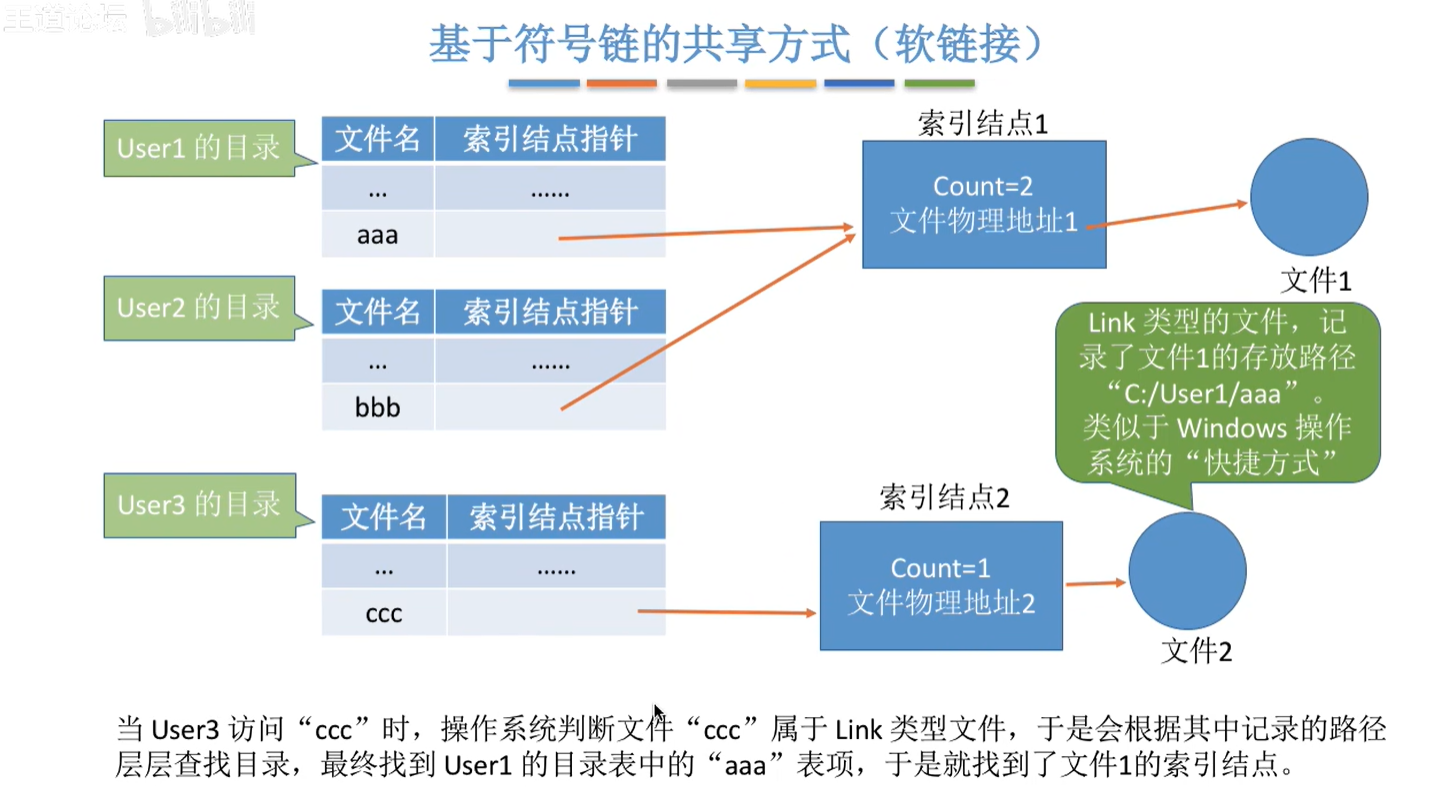 王道论坛 bilibili
基于符号链的共享方式（软链接）
User1 的目录
文件名 索引结点指针
... ......
aaa
索引结点1
Count=2
文件物理地址1
文件1
User2 的目录
文件名 索引结点指针
... ......
bbb
Link 类型的文件，记
录了文件1的存放路径
“C:/User1/aaa”。
类似于 Windows 操作
系统的“快捷方式”
User3 的目录
文件名 索引结点指针
... ......
ccc
索引结点2
Count=1
文件物理地址2
文件2
当 User3 访问“ccc”时，操作系统判断文件“ccc”属于 Link 类型文件，于是会根据其中记录的路径
层层查找目录，最终找到 User1 的目录表中的“aaa”表项，于是就找到了文件1的索引结点。